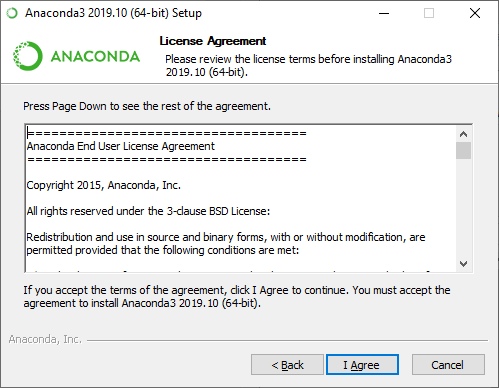 Anaconda3 2019.10 (64-bit) Setup
ANACONDA
License Agreement
Please review the license terms before installing Anaconda3
2019.10 (64-bit).
Press Page Down to see the rest of the agreement.
===================================
Anaconda End User License Agreement
===================================
Copyright 2015, Anaconda, Inc.
All rights reserved under the 3-clause BSD License:
Redistribution and use in source and binary forms, with or without modification, are
permitted provided that the following conditions are met:
If you accept the terms of the agreement, click I Agree to continue. You must accept the
agreement to install Anaconda3 2019.10 (64-bit).
Anaconda, Inc.
< Back
I Agree
Cancel